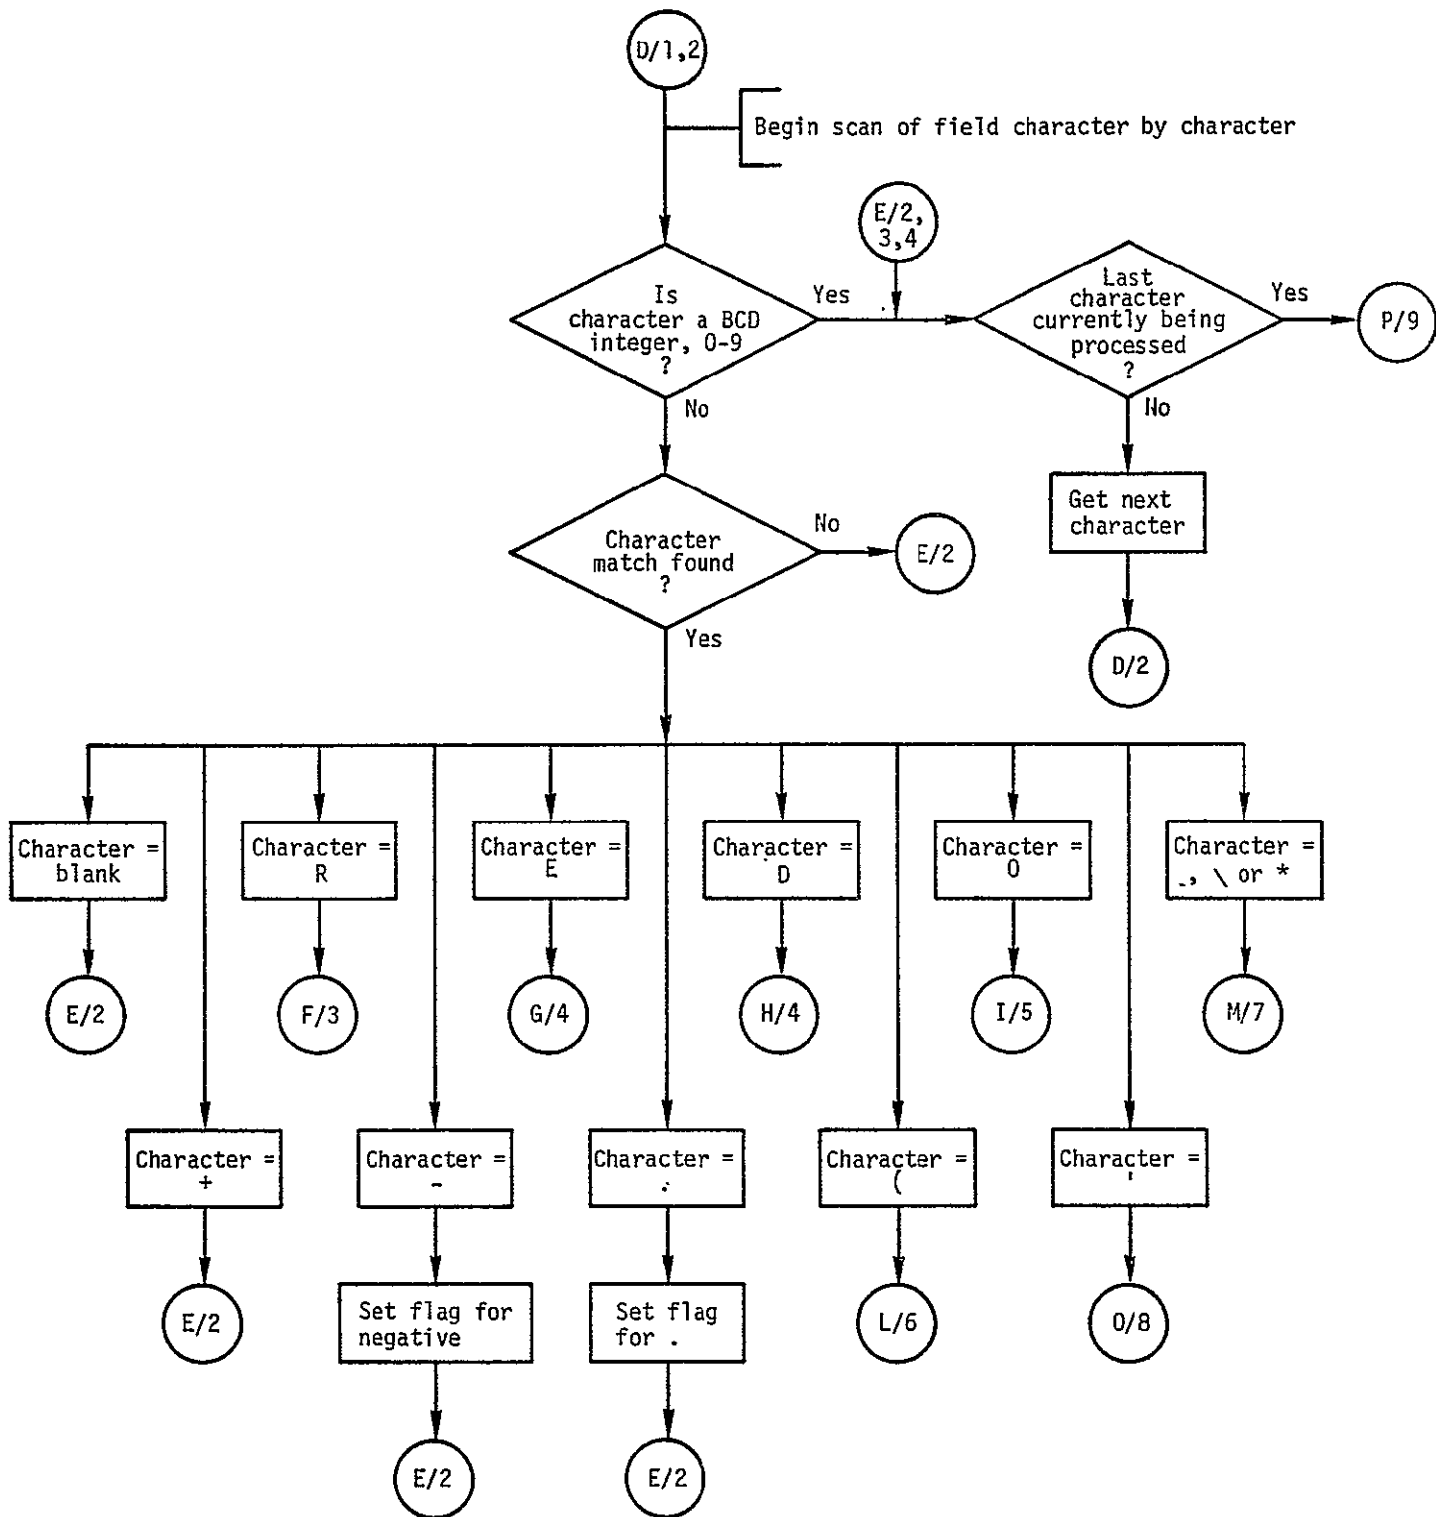 D/1,2
Begin scan of field character by character
E/2,
3,4
Is
character a BCD
integer, 0-9
?
Yes
No
Last
character
currently being
processed
?
Yes
P/9
No
Get next
character
D/2
Character
match found
?
No
E/2
Yes
Character =
blank
Character =
R
Character =
E
Character =
D
Character =
O
Character =
, \ or *
E/2
F/3
G/4
H/4
I/5
M/7
Character =
+
Character =
-
Character =
.
Character =
(
Character =
'
E/2
Set flag for
negative
Set flag
for .
L/6
O/8
E/2
E/2